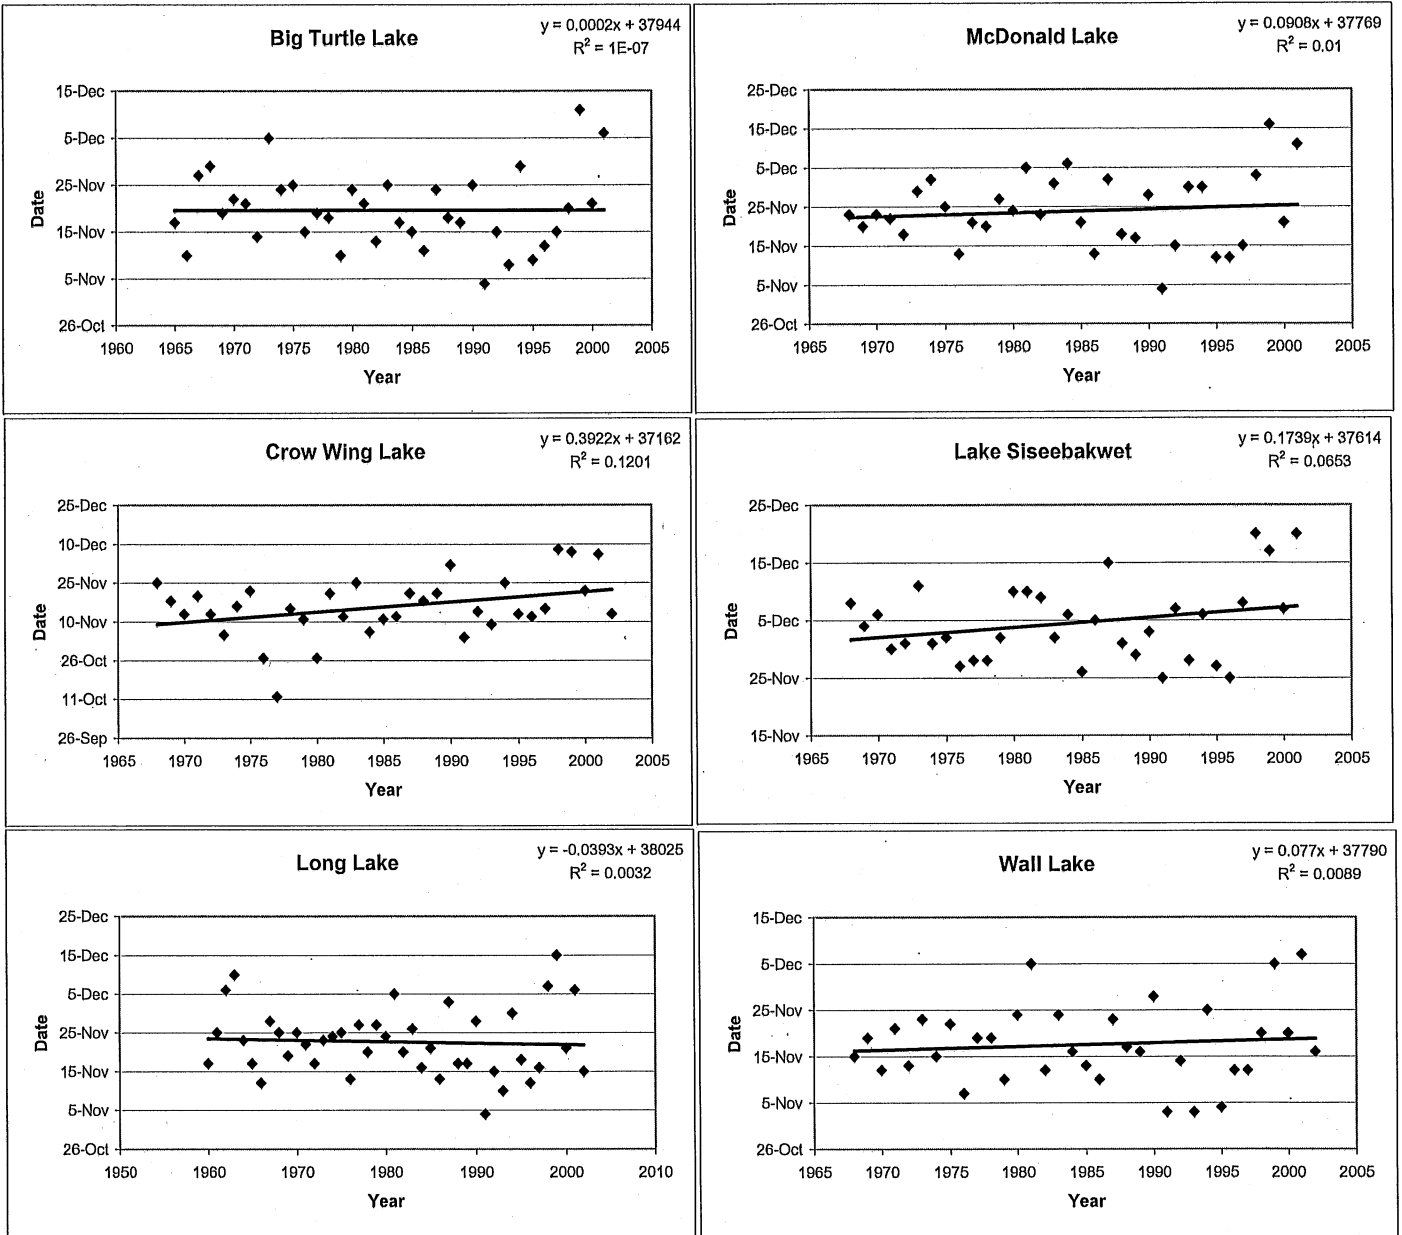 Big Turtle Lake
y = 0.0002x + 37944
R² = 1E-07
15-Dec
5-Dec
25-Nov
15-Nov
5-Nov
26-Oct
Date
1960 1965 1970 1975 1980 1985 1990 1995 2000 2005
Year
McDonald Lake
y = 0.0908x + 37769
R² = 0.01
25-Dec
15-Dec
5-Dec
25-Nov
15-Nov
5-Nov
26-Oct
Date
1965 1970 1975 1980 1985 1990 1995 2000 2005
Year
Crow Wing Lake
y = 0.3922x + 37162
R² = 0.1201
25-Dec
10-Dec
25-Nov
10-Nov
26-Oct
11-Oct
26-Sep
Date
1965 1970 1975 1980 1985 1990 1995 2000 2005
Year
Lake Siseebakwet
y = 0.1739x + 37614
R² = 0.0653
25-Dec
15-Dec
5-Dec
25-Nov
15-Nov
Date
1965 1970 1975 1980 1985 1990 1995 2000 2005
Year
Long Lake
y = -0.0393x + 38025
R² = 0.0032
25-Dec
15-Dec
5-Dec
25-Nov
15-Nov
5-Nov
26-Oct
Date
1950 1960 1970 1980 1990 2000 2010
Year
Wall Lake
y = 0.077x + 37790
R² = 0.0089
15-Dec
5-Dec
25-Nov
15-Nov
5-Nov
26-Oct
Date
1965 1970 1975 1980 1985 1990 1995 2000 2005
Year